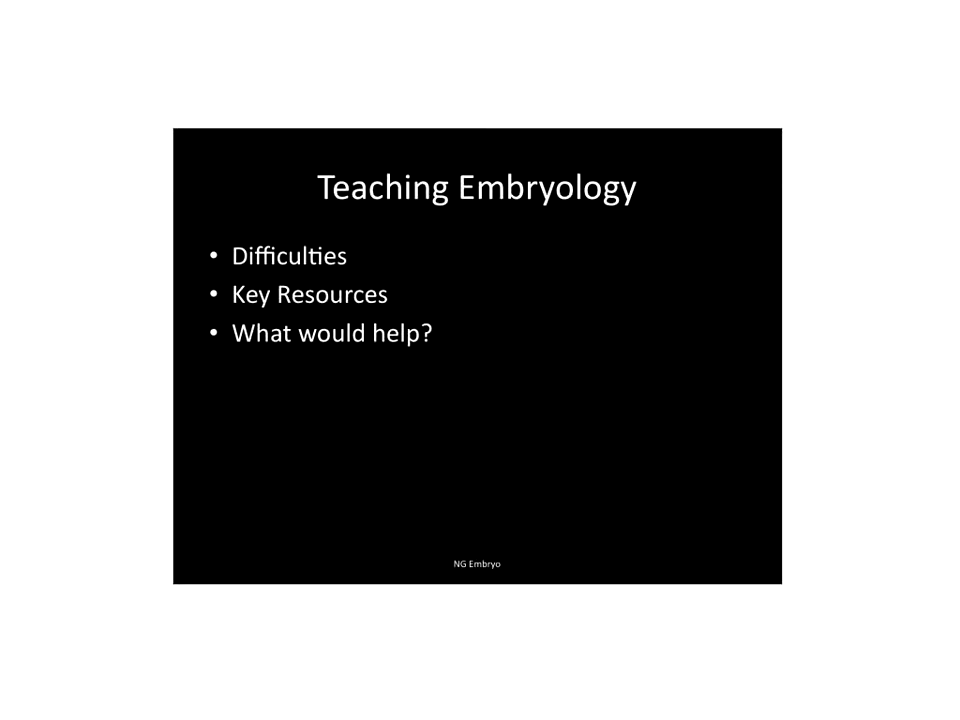 Teaching Embryology
• Difficulties
• Key Resources
• What would help?
NG Embryo